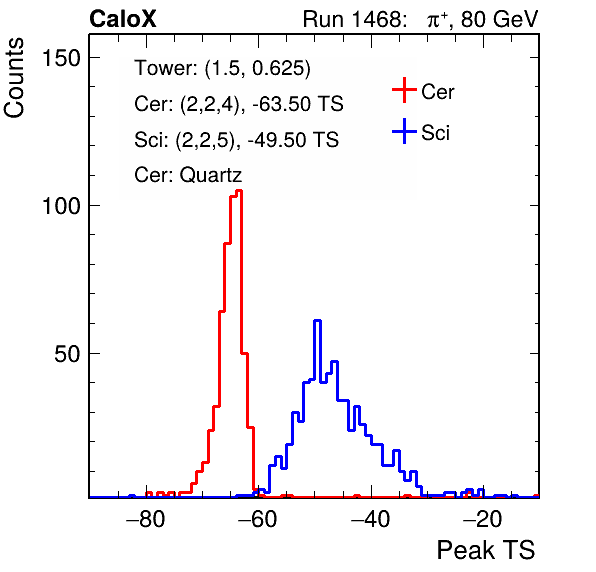 CaloX Run 1468: π⁺, 80 GeV
Counts
150
100
50
Tower: (1.5, 0.625)
Cer: (2,2,4), -63.50 TS
Sci: (2,2,5), -49.50 TS
Cer: Quartz
Cer
Sci
−80 −60 −40 −20
Peak TS